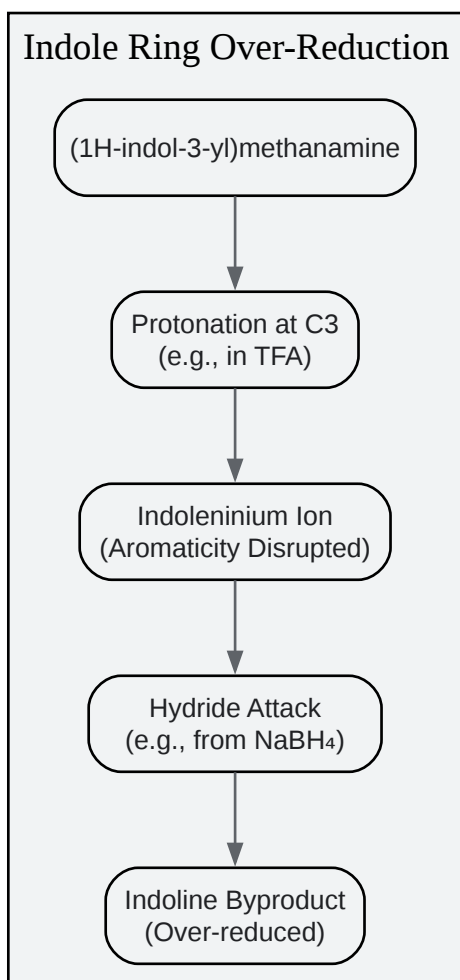 Indole Ring Over-Reduction
(1H-indol-3-yl)methanamine
Protonation at C3
(e.g., in TFA)
Indoleninium Ion
(Aromaticity Disrupted)
Hydride Attack
(e.g., from NaBH₄)
Indoline Byproduct
(Over-reduced)